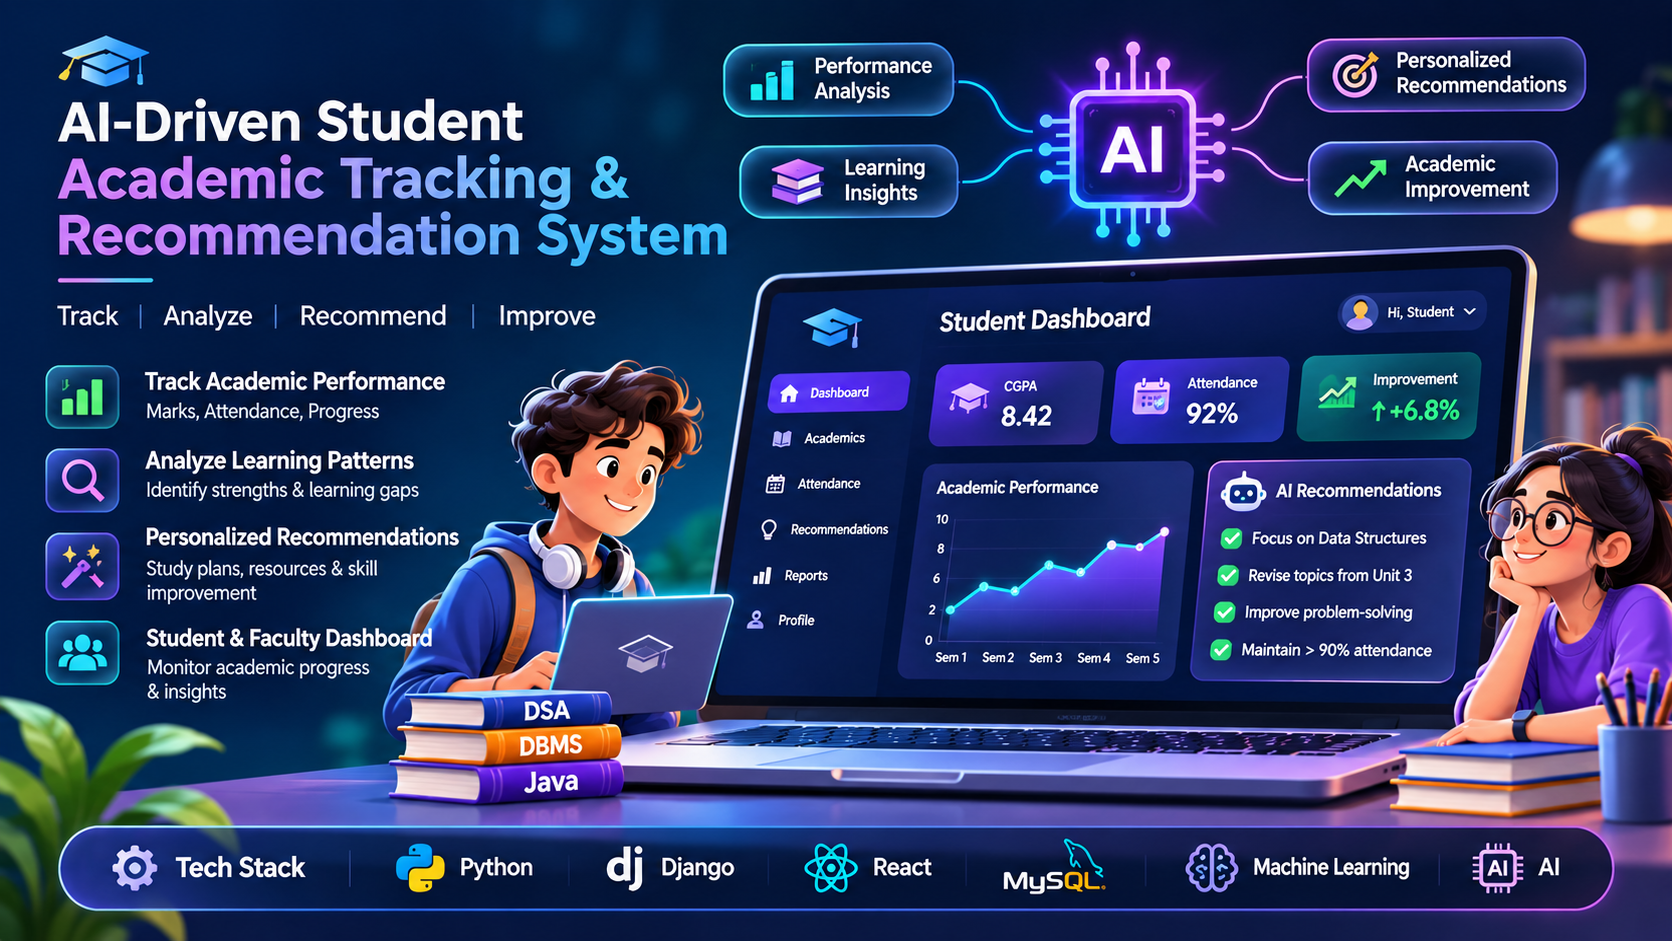 AI-Driven Student
Academic Tracking &
Recommendation System
Track | Analyze | Recommend | Improve
Track Academic Performance
Marks, Attendance, Progress
Analyze Learning Patterns
Identify strengths & learning gaps
Personalized Recommendations
Study plans, resources & skill
improvement
Student & Faculty Dashboard
Monitor academic progress
& insights
Performance
Analysis
Learning
Insights
AI
Personalized
Recommendations
Academic
Improvement
Student Dashboard
Hi, Student
Dashboard
Academics
Attendance
Recommendations
Reports
Profile
CGPA
8.42
Attendance
92%
Improvement
↑+6.8%
Academic Performance
10
8
6
2
0
Sem 1 Sem 2 Sem 3 Sem 4 Sem 5
AI Recommendations
Focus on Data Structures
Revise topics from Unit 3
Improve problem-solving
Maintain > 90% attendance
DSA
DBMS
Java
Tech Stack
Python
dj Django
React
MySQL
Machine Learning
AI AI